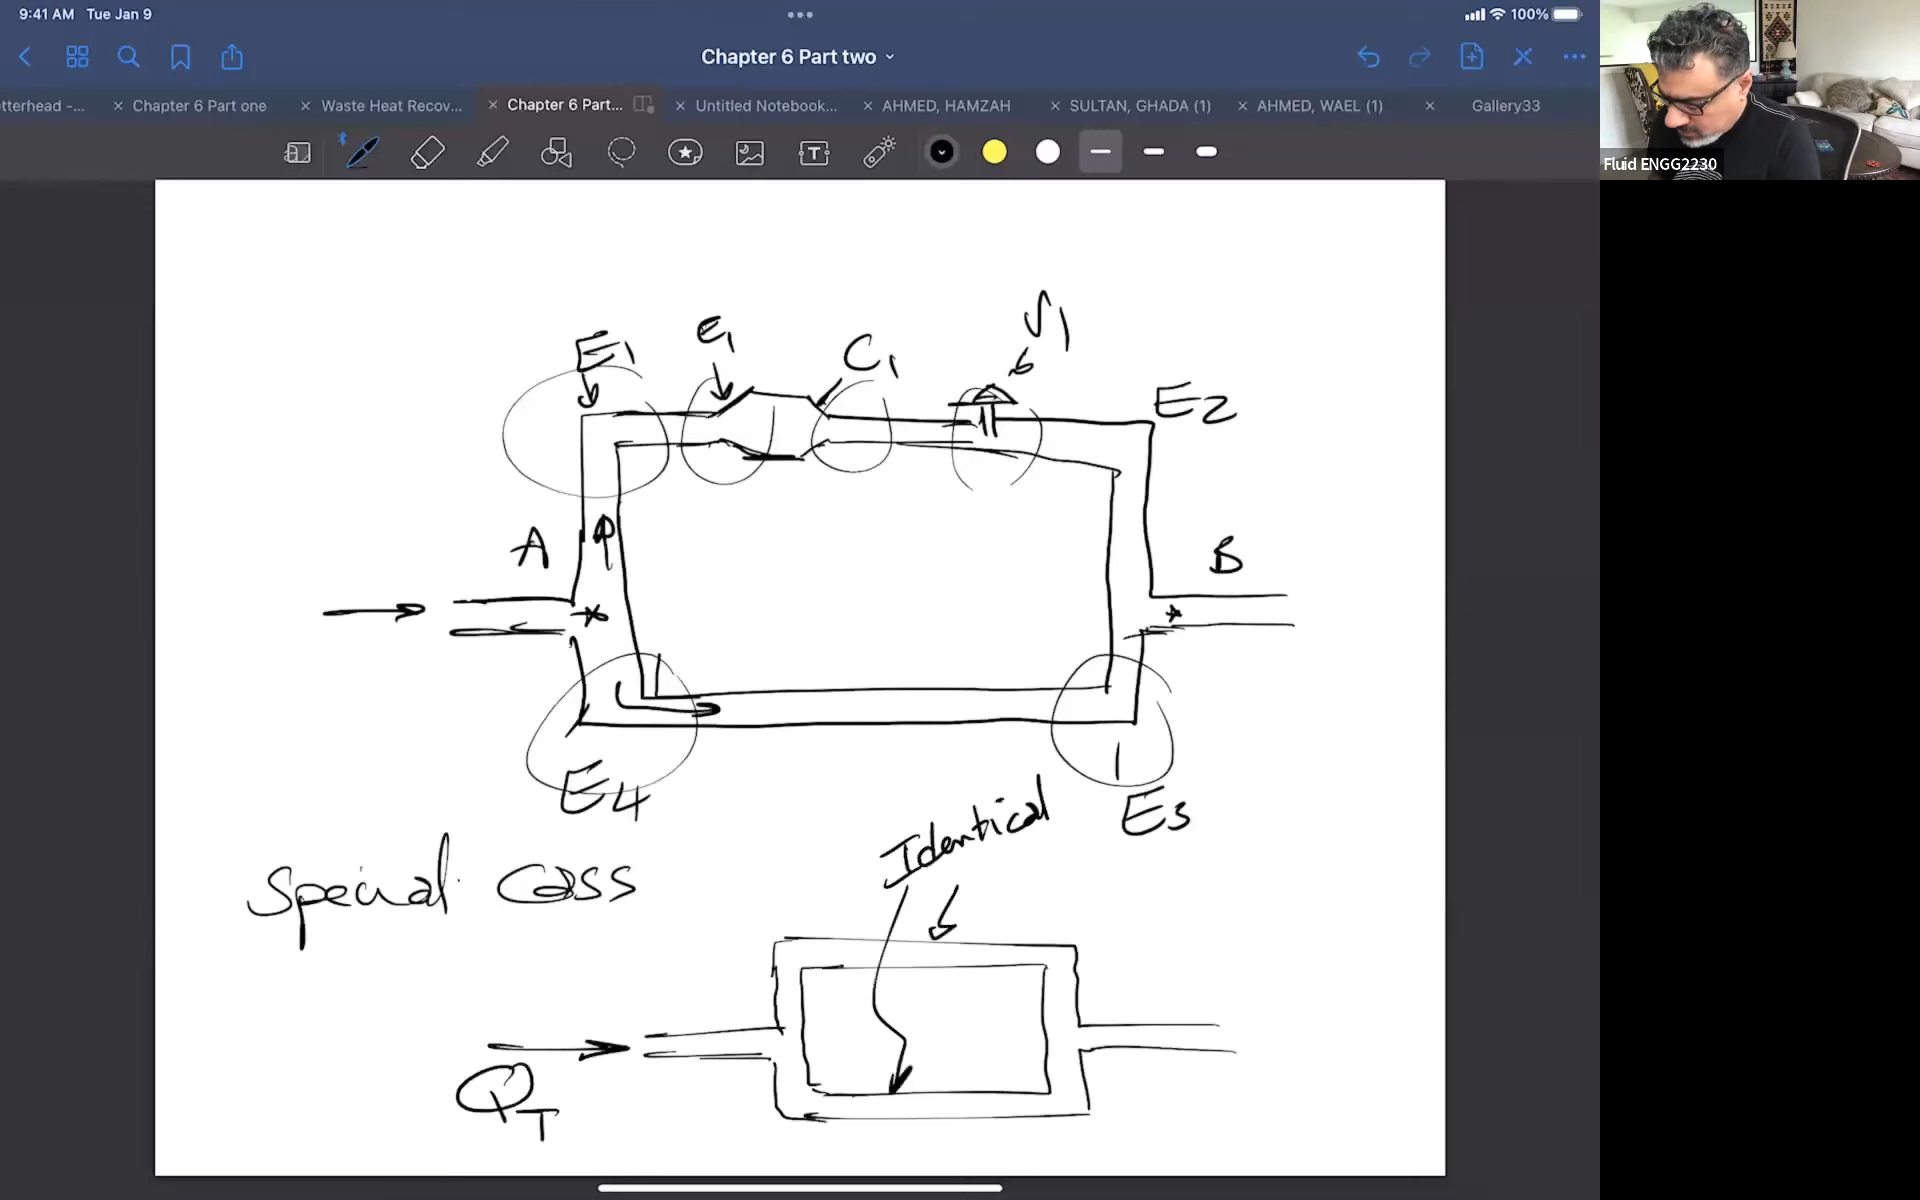 9:41 AM Tue Jan 9
100%
Chapter 6 Part two
etterhead -...
Chapter 6 Part one
Waste Heat Recov...
Chapter 6 Part...
Untitled Notebook...
AHMED, HAMZAH
SULTAN, GHADA (1)
AHMED, WAEL (1)
Gallery33
Fluid ENGG2230
E1
e1
C1
V1
E2
A
B
E4
E3
Identical
Special Cass
QT